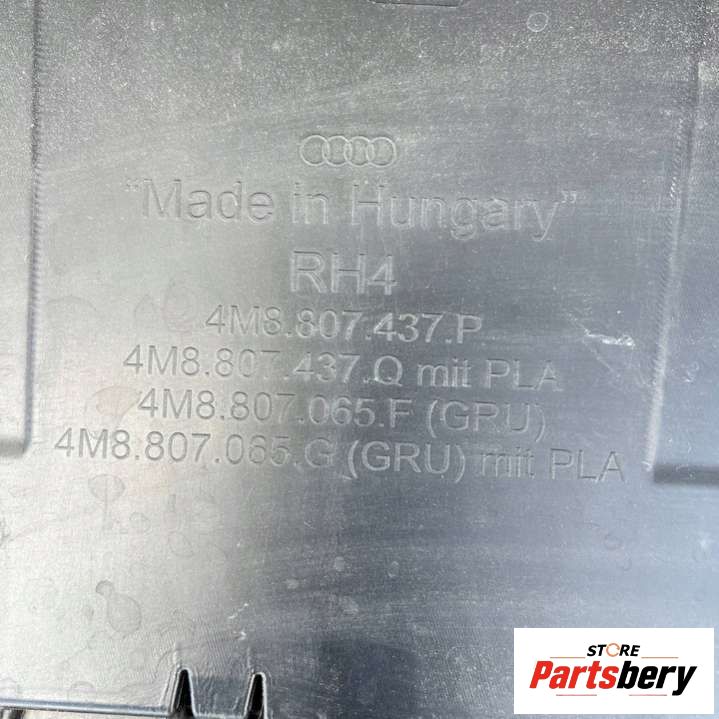 "Made in Hungary"
RH4
4M8.807.437.P
4M8.807.437.Q mit PLA
4M8.807.065.F (GRU)
4M8.807.065.G (GRU) mit PLA
STORE
Partsbery